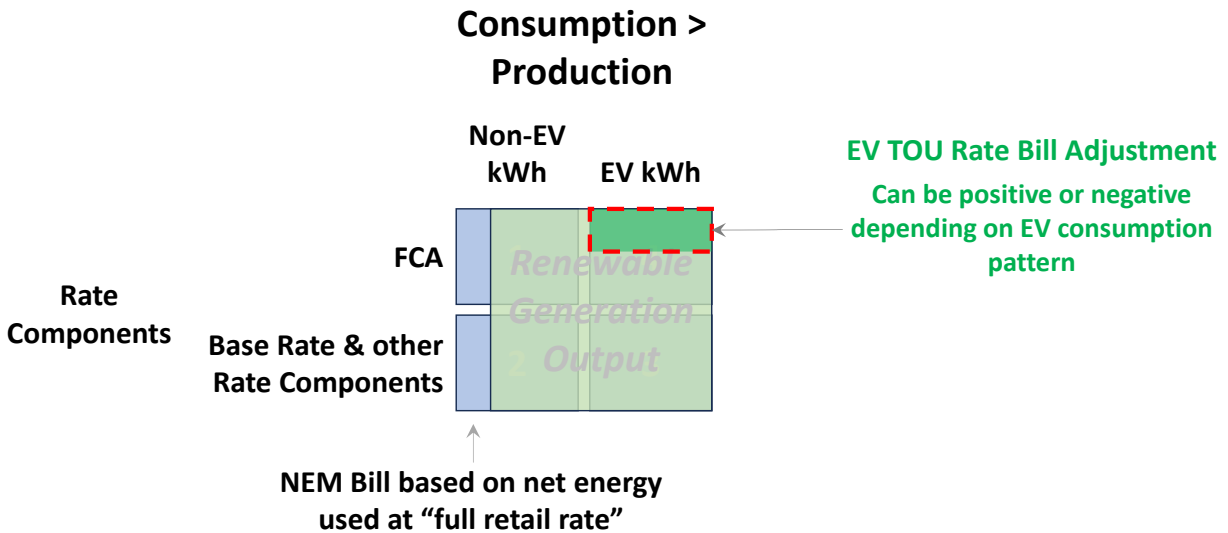 Consumption >
Production
Non-EV
kWh
EV kWh
EV TOU Rate Bill Adjustment
Can be positive or negative
depending on EV consumption
pattern
FCA
Renewable
Generation
Output
Rate
Components
Base Rate & other
Rate Components
2
NEM Bill based on net energy
used at “full retail rate”